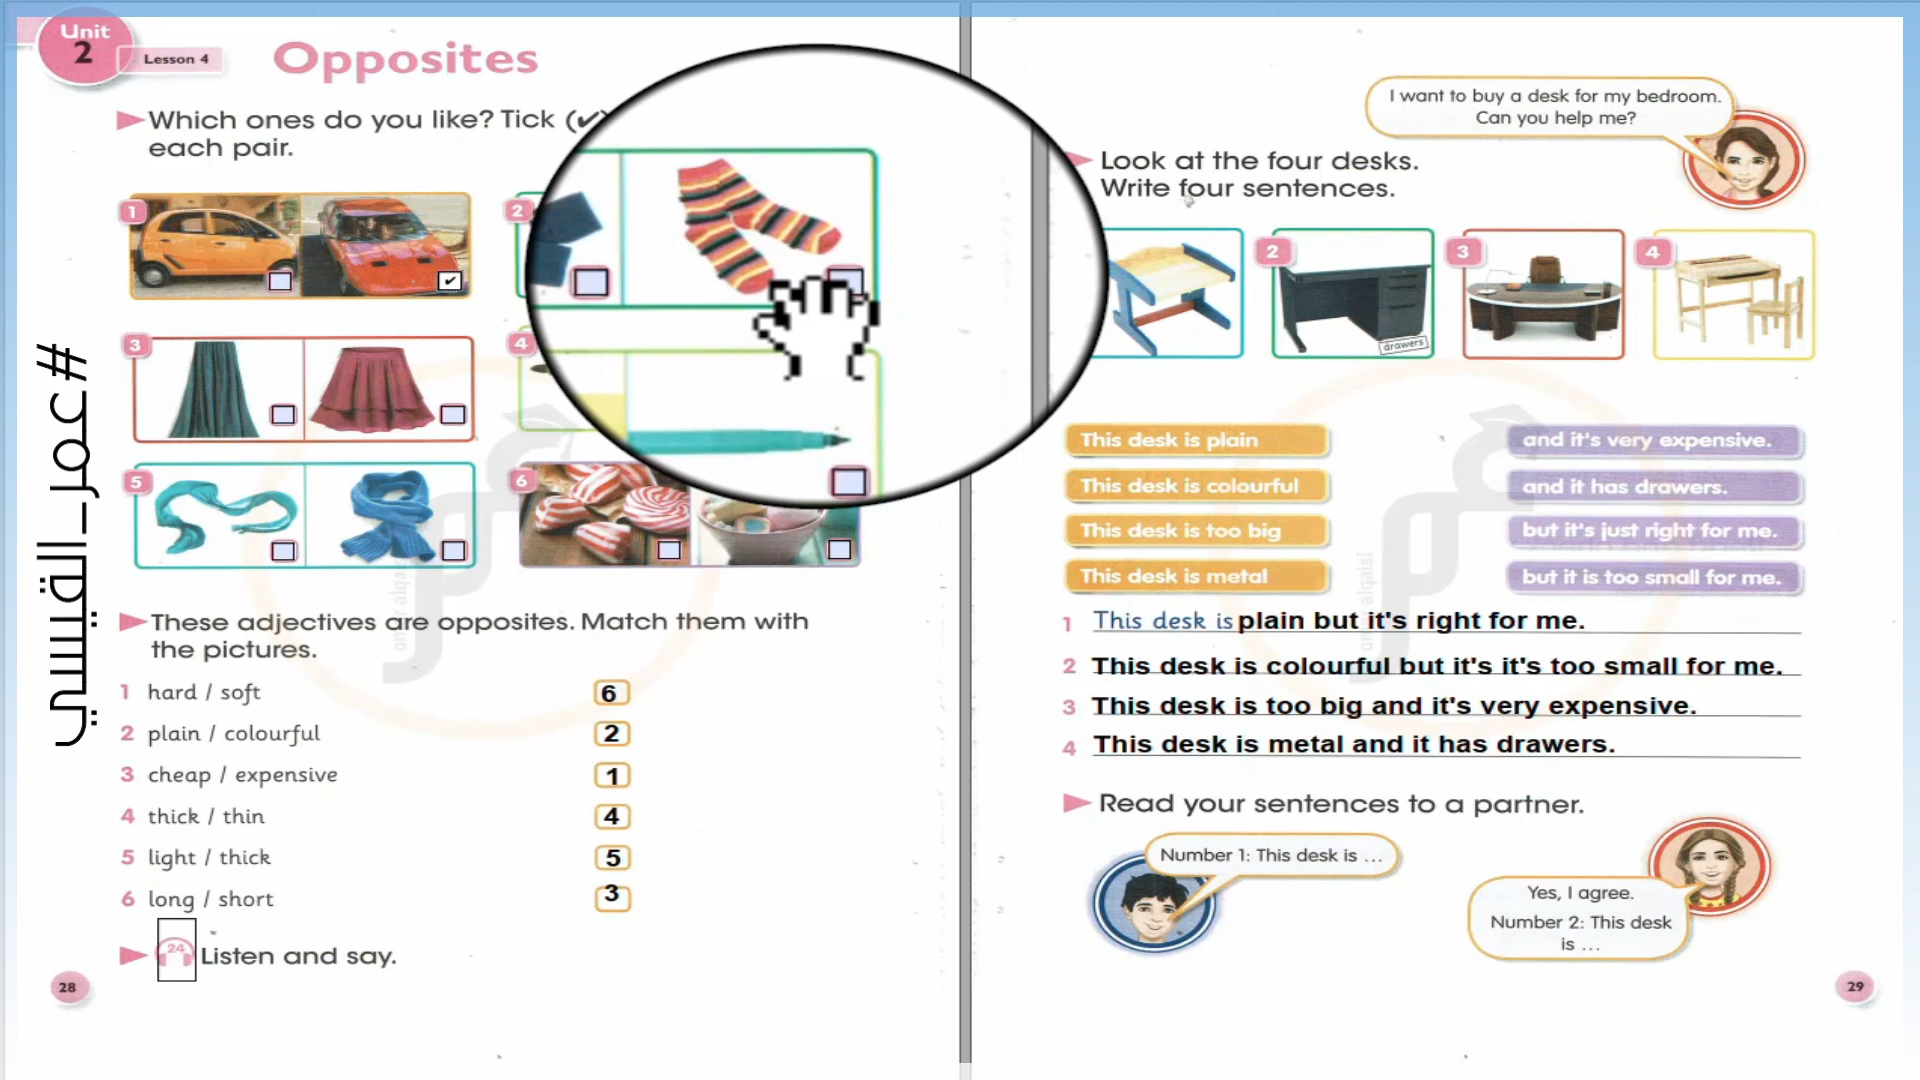 Unit
2
Lesson 4
Opposites
Which ones do you like? Tick (✔)
each pair.
1
2
3
4
5
6
These adjectives are opposites. Match them with
the pictures.
1 hard / soft 6
2 plain / colourful 2
3 cheap / expensive 1
4 thick / thin 4
5 light / thick 5
6 long / short 3
24 Listen and say.
28
#عمر_القيسي
I want to buy a desk for my bedroom.
Can you help me?
Look at the four desks.
Write four sentences.
2
3
4
drawers
This desk is plain and it's very expensive.
This desk is colourful and it has drawers.
This desk is too big but it's just right for me.
This desk is metal but it is too small for me.
1 This desk is plain but it's right for me.
2 This desk is colourful but it's it's too small for me.
3 This desk is too big and it's very expensive.
4 This desk is metal and it has drawers.
Read your sentences to a partner.
Number 1: This desk is ...
Yes, I agree.
Number 2: This desk
is ...
29
omar alqaisi